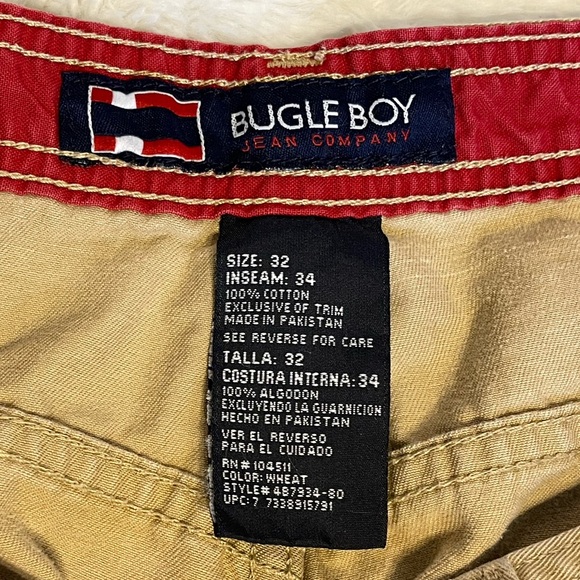 BUGLE BOY
JEAN COMPANY
SIZE: 32
INSEAM: 34
100% COTTON
EXCLUSIVE OF TRIM
MADE IN PAKISTAN
SEE REVERSE FOR CARE
TALLA: 32
COSTURA INTERNA: 34
100% ALGODON
EXCLUYENDO LA GUARNICION
HECHO EN PAKISTAN
VER EL REVERSO
PARA EL CUIDADO
RN# 104511
COLOR: WHEAT
STYLE# 4B7934-80
UPC: 7 7338915791